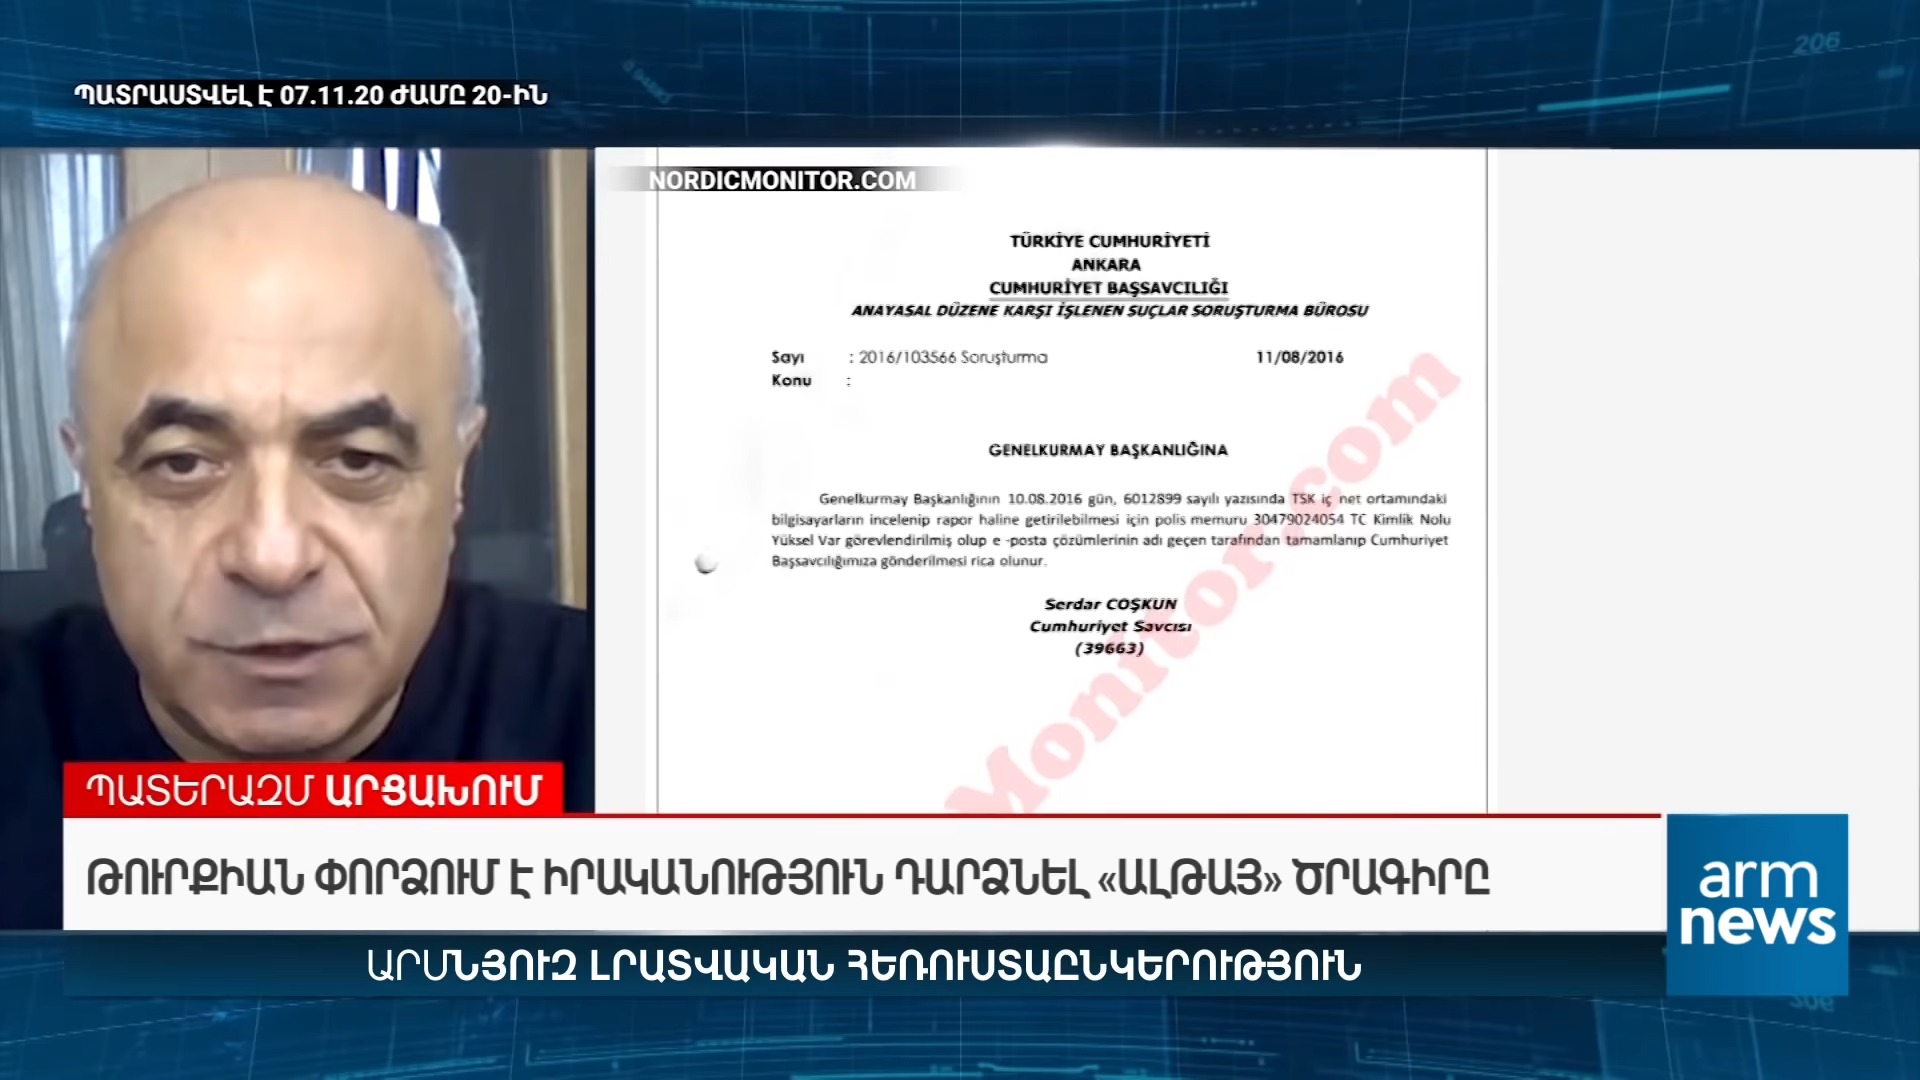 206
ՊԱՏՐԱՍՏՎԵԼ Է 07.11.20 ԺԱՄԸ 20-ԻՆ
NORDICMONITOR.COM
TÜRKİYE CUMHURİYETİ
ANKARA
CUMHURİYET BAŞSAVCILIĞI
ANAYASAL DÜZENE KARŞI İŞLENEN SUÇLAR SORUŞTURMA BÜROSU
Sayı : 2016/103566 Soruşturma 11/08/2016
Konu :
GENELKURMAY BAŞKANLIĞINA
Genelkurmay Başkanlığının 10.08.2016 gün, 6012899 sayılı yazısında TSK iç net ortamındaki
bilgisayarların incelenip rapor haline getirilebilmesi için polis memuru 30479024054 TC Kimlik Nolu
Yüksel Var görevlendirilmiş olup e -posta çözümlerinin adı geçen tarafından tamamlanıp Cumhuriyet
Başsavcılığımıza gönderilmesi rica olunur.
Serdar COŞKUN
Cumhuriyet Savcısı
(39663)
Monitor.com
ՊԱՏԵՐԱԶՄ ԱՐՑԱԽՈՒՄ
ԹՈՒՐՔԻԱՆ ՓՈՐՁՈՒՄ Է ԻՐԱԿԱՆՈՒԹՅՈՒՆ ԴԱՐՁՆԵԼ «ԱԼԹԱՅ» ԾՐԱԳԻՐԸ
arm
news
ԱՐՄՆՅՈՒԶ ԼՐԱՏՎԱԿԱՆ ՀԵՌՈՒՍՏԱԸՆԿԵՐՈՒԹՅՈՒՆ
206